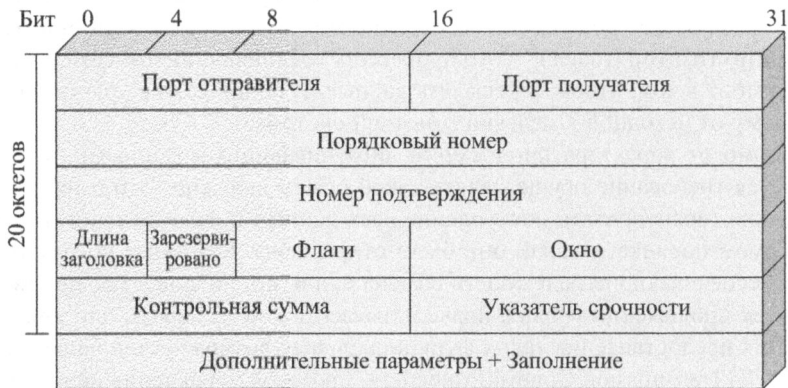 Бит 0 4 8 16 31
Порт отправителя Порт получателя
Порядковый номер
Номер подтверждения
Длина заголовка Зарезерви-
ровано Флаги Окно
Контрольная сумма Указатель срочности
Дополнительные параметры + Заполнение
20 октетов